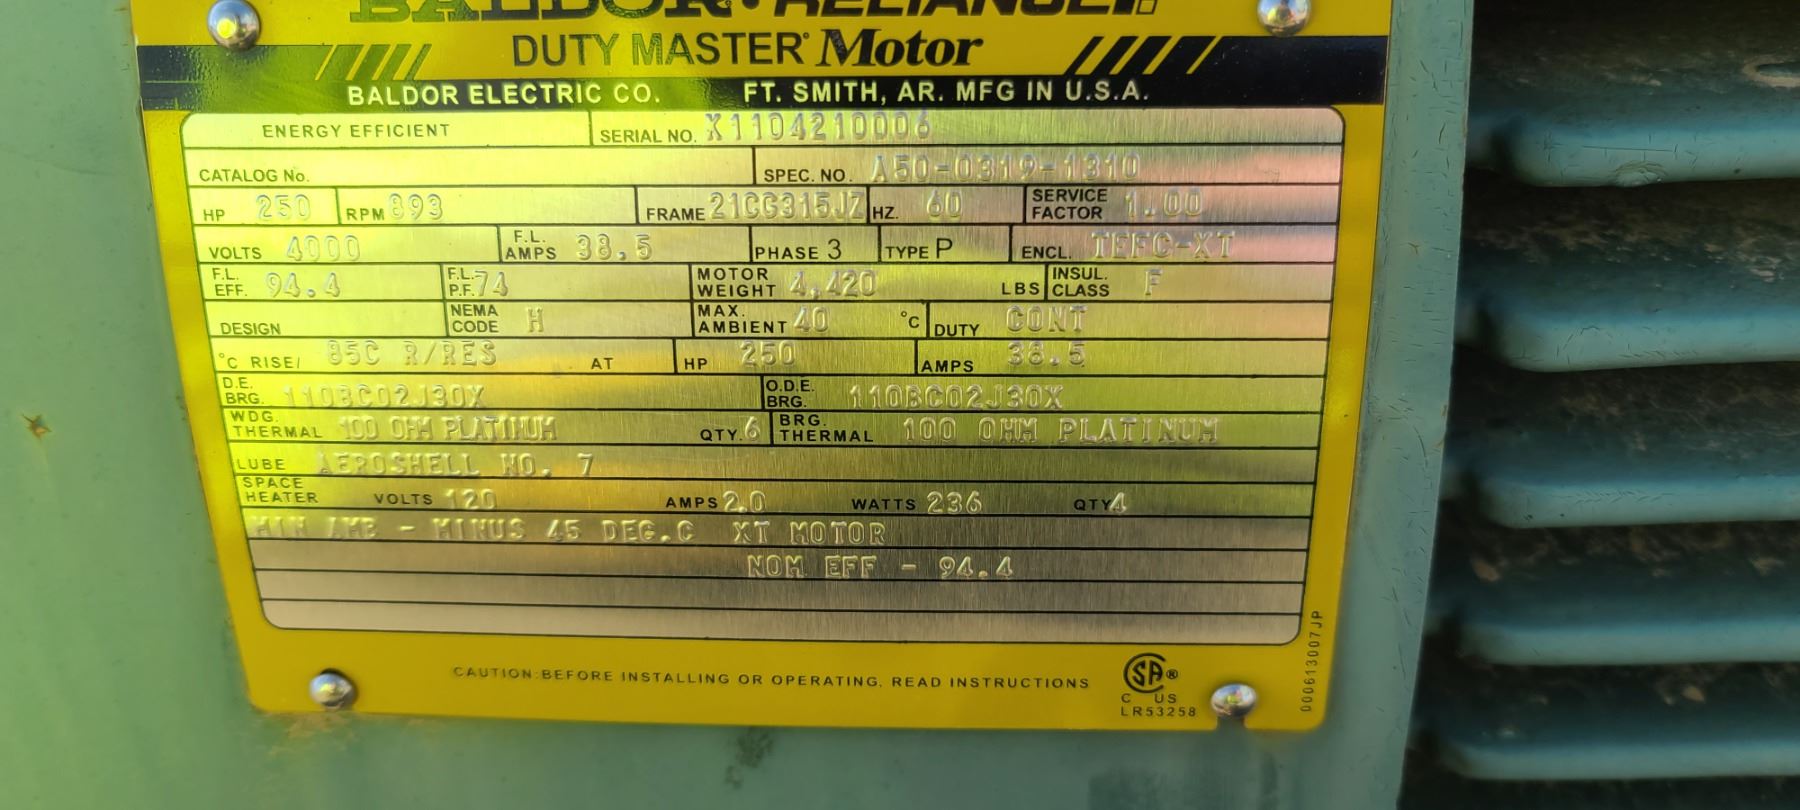 BALDOR • RELIANCE
DUTY MASTER® Motor
BALDOR ELECTRIC CO. FT. SMITH, AR. MFG IN U.S.A.
ENERGY EFFICIENT SERIAL NO. X1104210006
CATALOG No. SPEC. NO. A50-0319-1310
HP 250 RPM 893 FRAME 21CG315JZ HZ. 60 SERVICE FACTOR 1.00
VOLTS 4000 F.L. AMPS 38.5 PHASE 3 TYPE P ENCL. TEFC-XT
F.L. EFF. 94.4 F.L. P.F. 74 MOTOR WEIGHT 4,420 LBS INSUL. CLASS F
DESIGN NEMA CODE H MAX. AMBIENT 40 °C DUTY CONT
°C RISE/ 85C R/RES AT HP 250 AMPS 38.5
D.E. BRG. 110BC02J30X O.D.E. BRG. 110BC02J30X
WDG. THERMAL 100 OHM PLATINUM QTY. 6 BRG. THERMAL 100 OHM PLATINUM
LUBE AEROSHELL NO. 7
SPACE HEATER VOLTS 120 AMPS 2.0 WATTS 236 QTY 4
MIN AMB - MINUS 45 DEG.C XT MOTOR
NOM EFF - 94.4
CAUTION: BEFORE INSTALLING OR OPERATING, READ INSTRUCTIONS
SA®
C US
LR53258
000613007JP